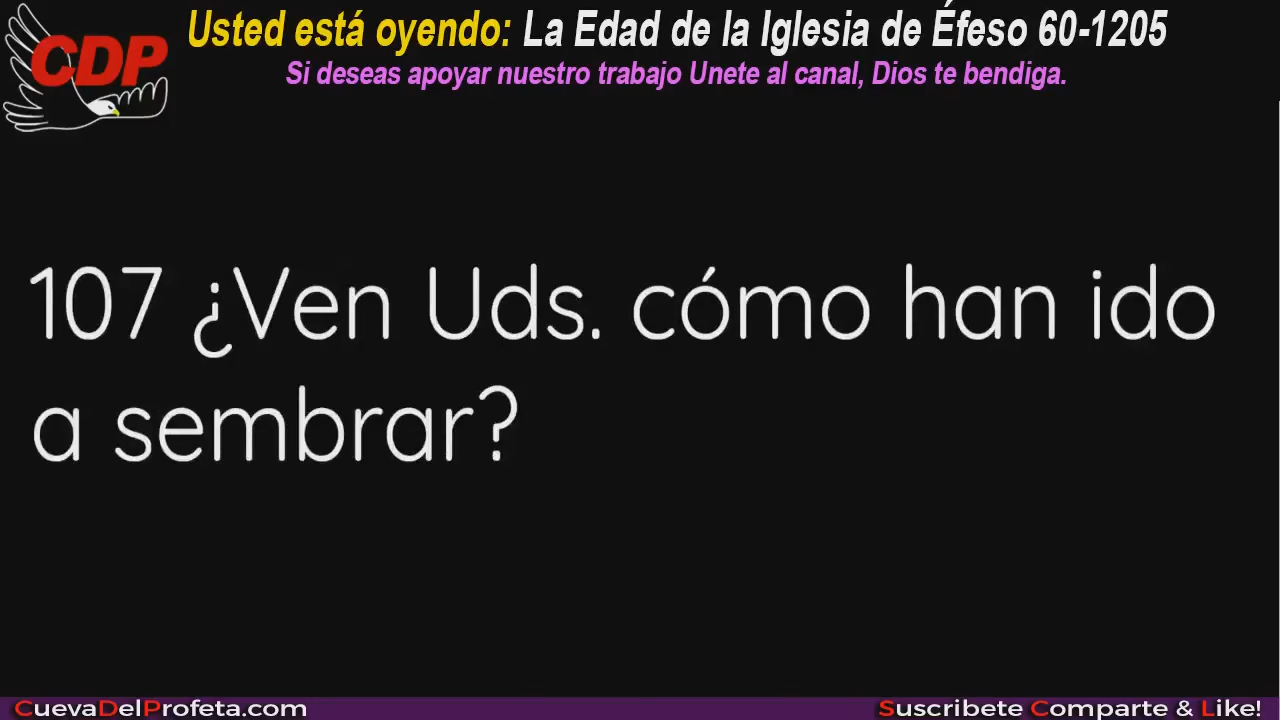 CDP
Usted está oyendo: La Edad de la Iglesia de Éfeso 60-1205
Si deseas apoyar nuestro trabajo Unete al canal, Dios te bendiga.
107 ¿Ven Uds. cómo han ido
a sembrar?
CuevaDelProfeta.com
Suscribete Comparte & Like!